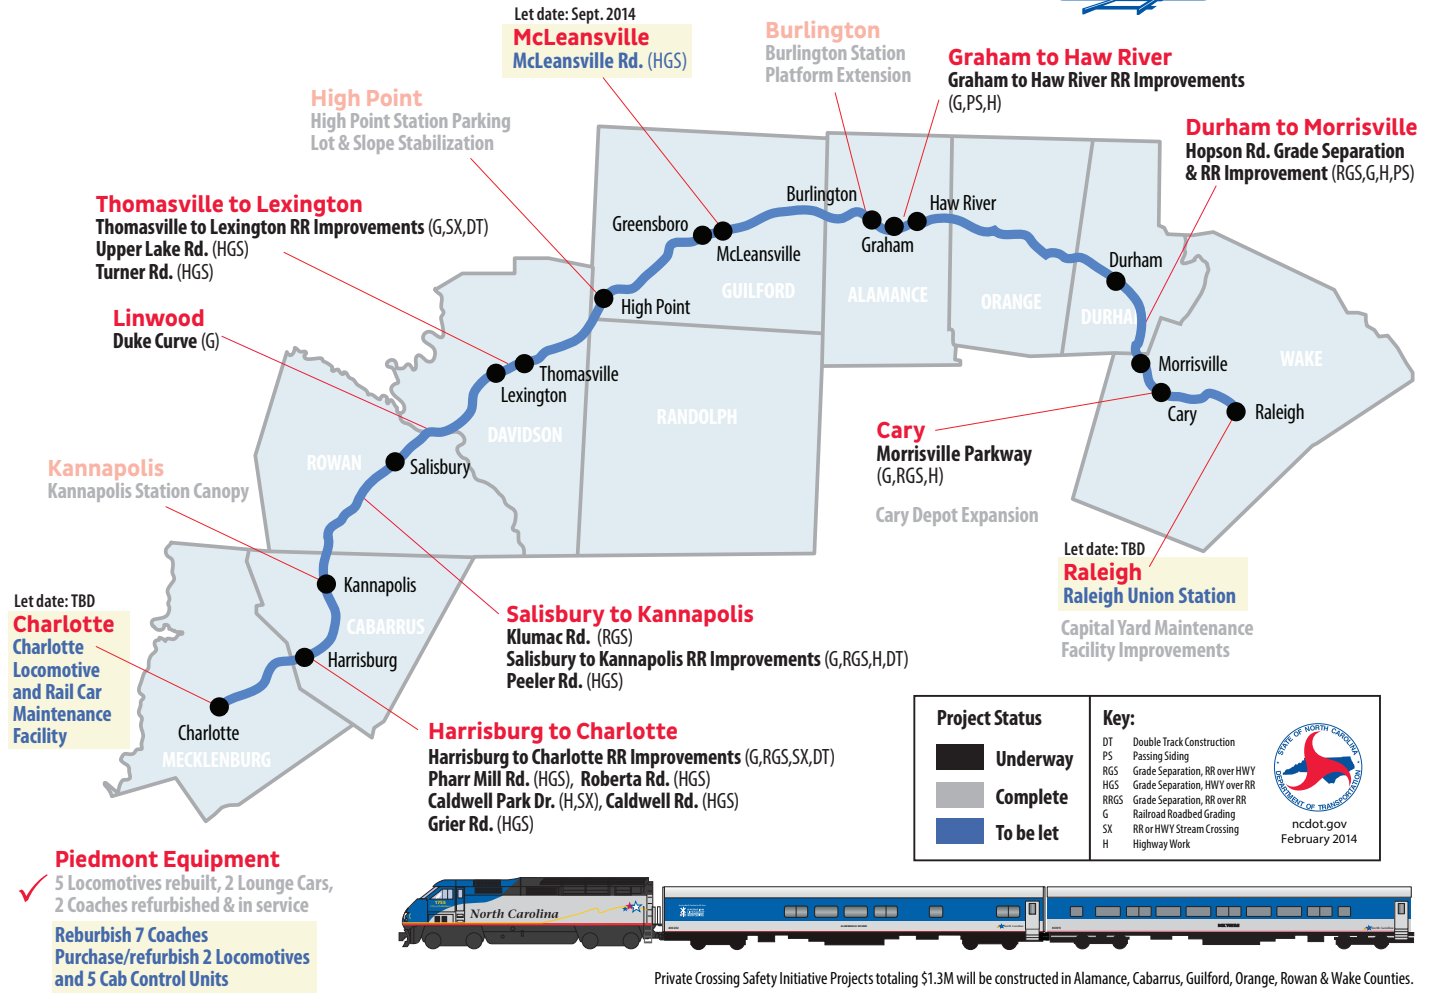 Let date: Sept. 2014
McLeansville
McLeansville Rd. (HGS)
Burlington
Burlington Station
Platform Extension
Graham to Haw River
Graham to Haw River RR Improvements
(G,PS,H)
High Point
High Point Station Parking
Lot & Slope Stabilization
Durham to Morrisville
Hopson Rd. Grade Separation
& RR Improvement (RGS,G,H,PS)
Thomasville to Lexington
Thomasville to Lexington RR Improvements (G,SX,DT)
Upper Lake Rd. (HGS)
Turner Rd. (HGS)
Linwood
Duke Curve (G)
Burlington
Haw River
Greensboro
McLeansville
Graham
Durham
GUILFORD
ALAMANCE
ORANGE
DURHA
High Point
WAKE
Morrisville
Thomasville
Lexington
RANDOLPH
DAVIDSON
Cary
Raleigh
Cary
Morrisville Parkway
(G,RGS,H)
Cary Depot Expansion
ROWAN
Salisbury
Kannapolis
Kannapolis Station Canopy
Let date: TBD
Raleigh
Raleigh Union Station
Capital Yard Maintenance
Facility Improvements
Kannapolis
CABARRUS
Harrisburg
Let date: TBD
Charlotte
Charlotte
Locomotive
and Rail Car
Maintenance
Facility
Charlotte
MECKLENBURG
Salisbury to Kannapolis
Klumac Rd. (RGS)
Salisbury to Kannapolis RR Improvements (G,RGS,H,DT)
Peeler Rd. (HGS)
Harrisburg to Charlotte
Harrisburg to Charlotte RR Improvements (G,RGS,SX,DT)
Pharr Mill Rd. (HGS), Roberta Rd. (HGS)
Caldwell Park Dr. (H,SX), Caldwell Rd. (HGS)
Grier Rd. (HGS)
Project Status
Underway
Complete
To be let
Key:
DT Double Track Construction
PS Passing Siding
RGS Grade Separation, RR over HWY
HGS Grade Separation, HWY over RR
RRGS Grade Separation, RR over RR
G Railroad Roadbed Grading
SX RR or HWY Stream Crossing
H Highway Work
STATE OF NORTH CAROLINA
DEPARTMENT OF TRANSPORTATION
ncdot.gov
February 2014
Piedmont Equipment
5 Locomotives rebuilt, 2 Lounge Cars,
2 Coaches refurbished & in service
Reburbish 7 Coaches
Purchase/refurbish 2 Locomotives
and 5 Cab Control Units
North Carolina
Private Crossing Safety Initiative Projects totaling $1.3M will be constructed in Alamance, Cabarrus, Guilford, Orange, Rowan & Wake Counties.